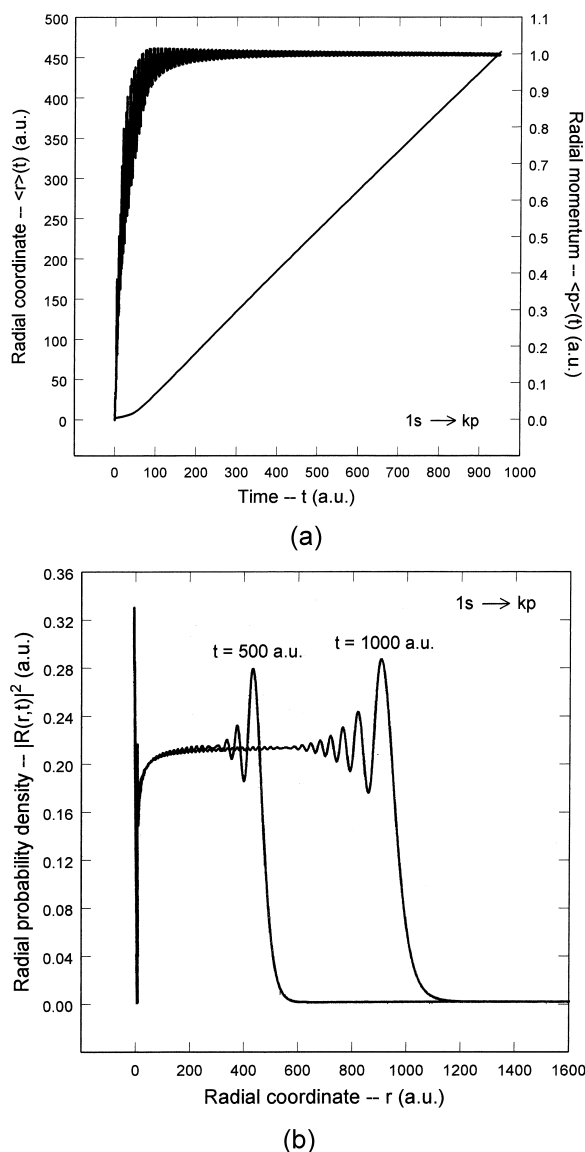 500
450
400
350
300
250
200
150
100
50
0
Radial coordinate -- <r>(t) (a.u.)
1.1
1.0
0.9
0.8
0.7
0.6
0.5
0.4
0.3
0.2
0.1
0.0
Radial momentum -- <p>(t) (a.u.)
1s → kp
0 100 200 300 400 500 600 700 800 900 1000
Time -- t (a.u.)
(a)
0.36
0.32
0.28
0.24
0.20
0.16
0.12
0.08
0.04
0.00
Radial probability density -- |R(r,t)|²  (a.u.)
1s → kp
t = 500 a.u.
t = 1000 a.u.
0 200 400 600 800 1000 1200 1400 1600
Radial coordinate -- r (a.u.)
(b)